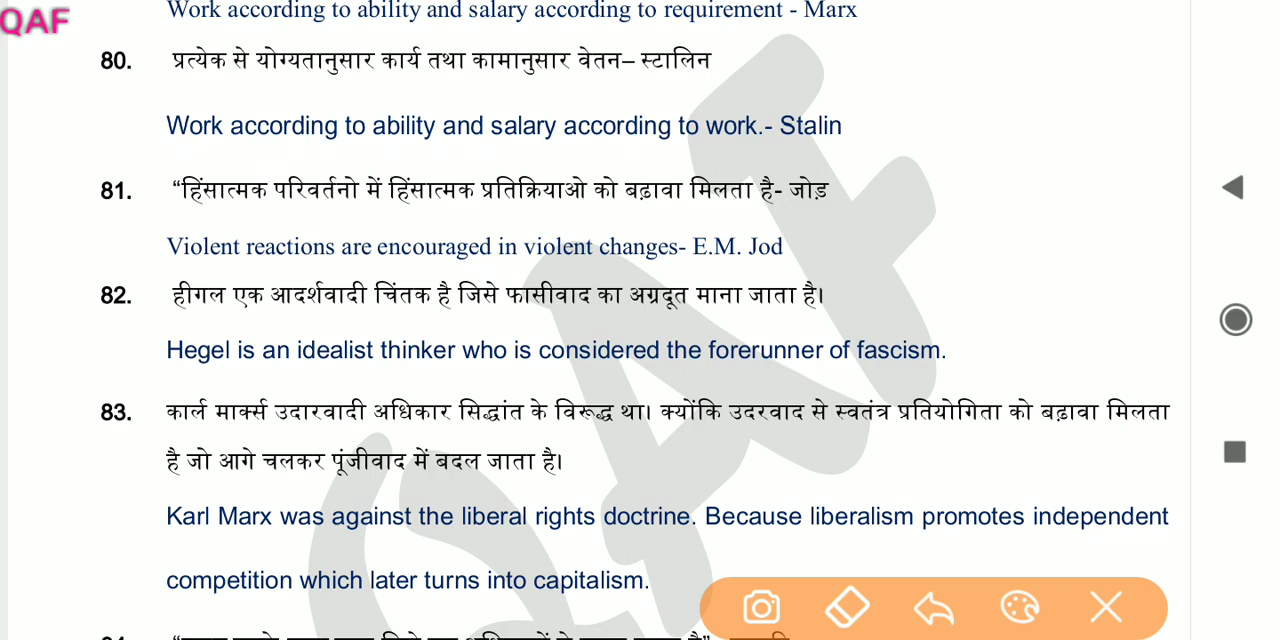 Work according to ability and salary according to requirement - Marx
QAF
80. प्रत्येक से योग्यतानुसार कार्य तथा कामानुसार वेतन– स्टालिन
Work according to ability and salary according to work.- Stalin
81. “हिंसात्मक परिवर्तनो में हिंसात्मक प्रतिक्रियाओ को बढ़ावा मिलता है- जोड़
Violent reactions are encouraged in violent changes- E.M. Jod
82. हीगल एक आदर्शवादी चिंतक है जिसे फासीवाद का अग्रदूत माना जाता है।
Hegel is an idealist thinker who is considered the forerunner of fascism.
83. कार्ल मार्क्स उदारवादी अधिकार सिद्धांत के विरूद्ध था। क्योंकि उदरवाद से स्वतंत्र प्रतियोगिता को बढ़ावा मिलता
है जो आगे चलकर पूंजीवाद में बदल जाता है।
Karl Marx was against the liberal rights doctrine. Because liberalism promotes independent
competition which later turns into capitalism.